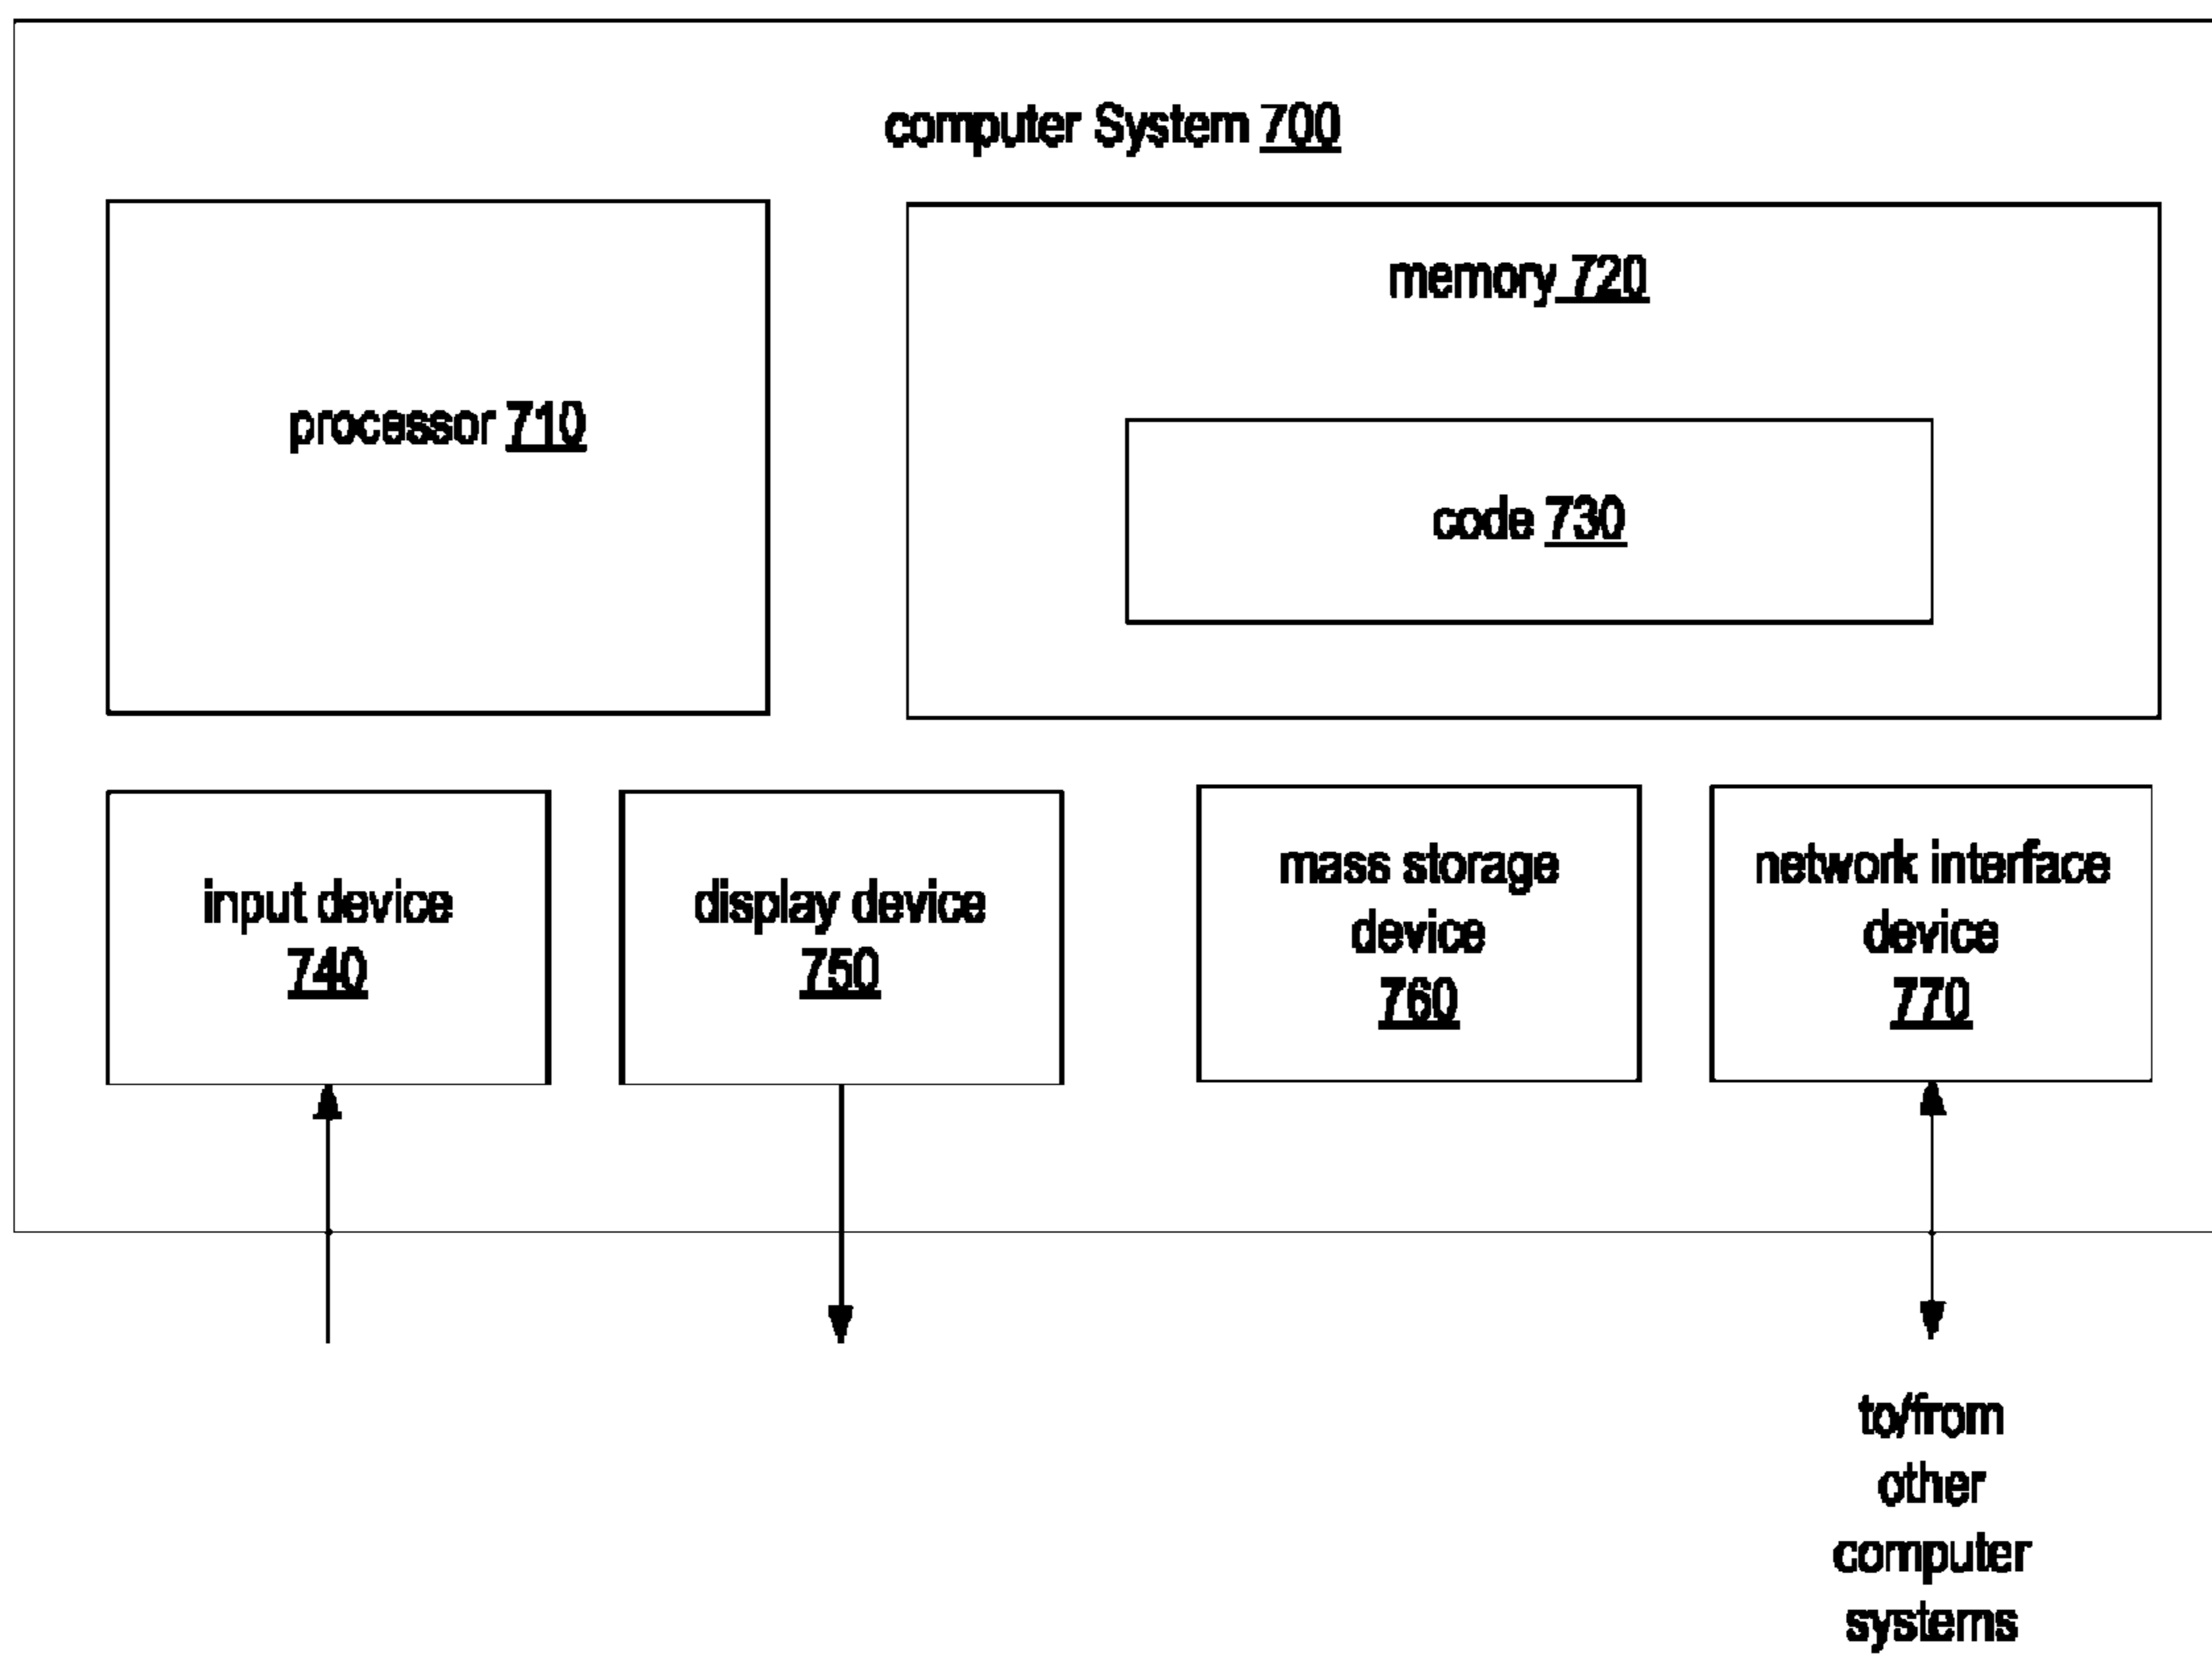 computer System 700
processor 710
memory 720
code 730
input device
740
display device
750
mass storage
device
760
network interface
device
770
to/from
other
computer
systems